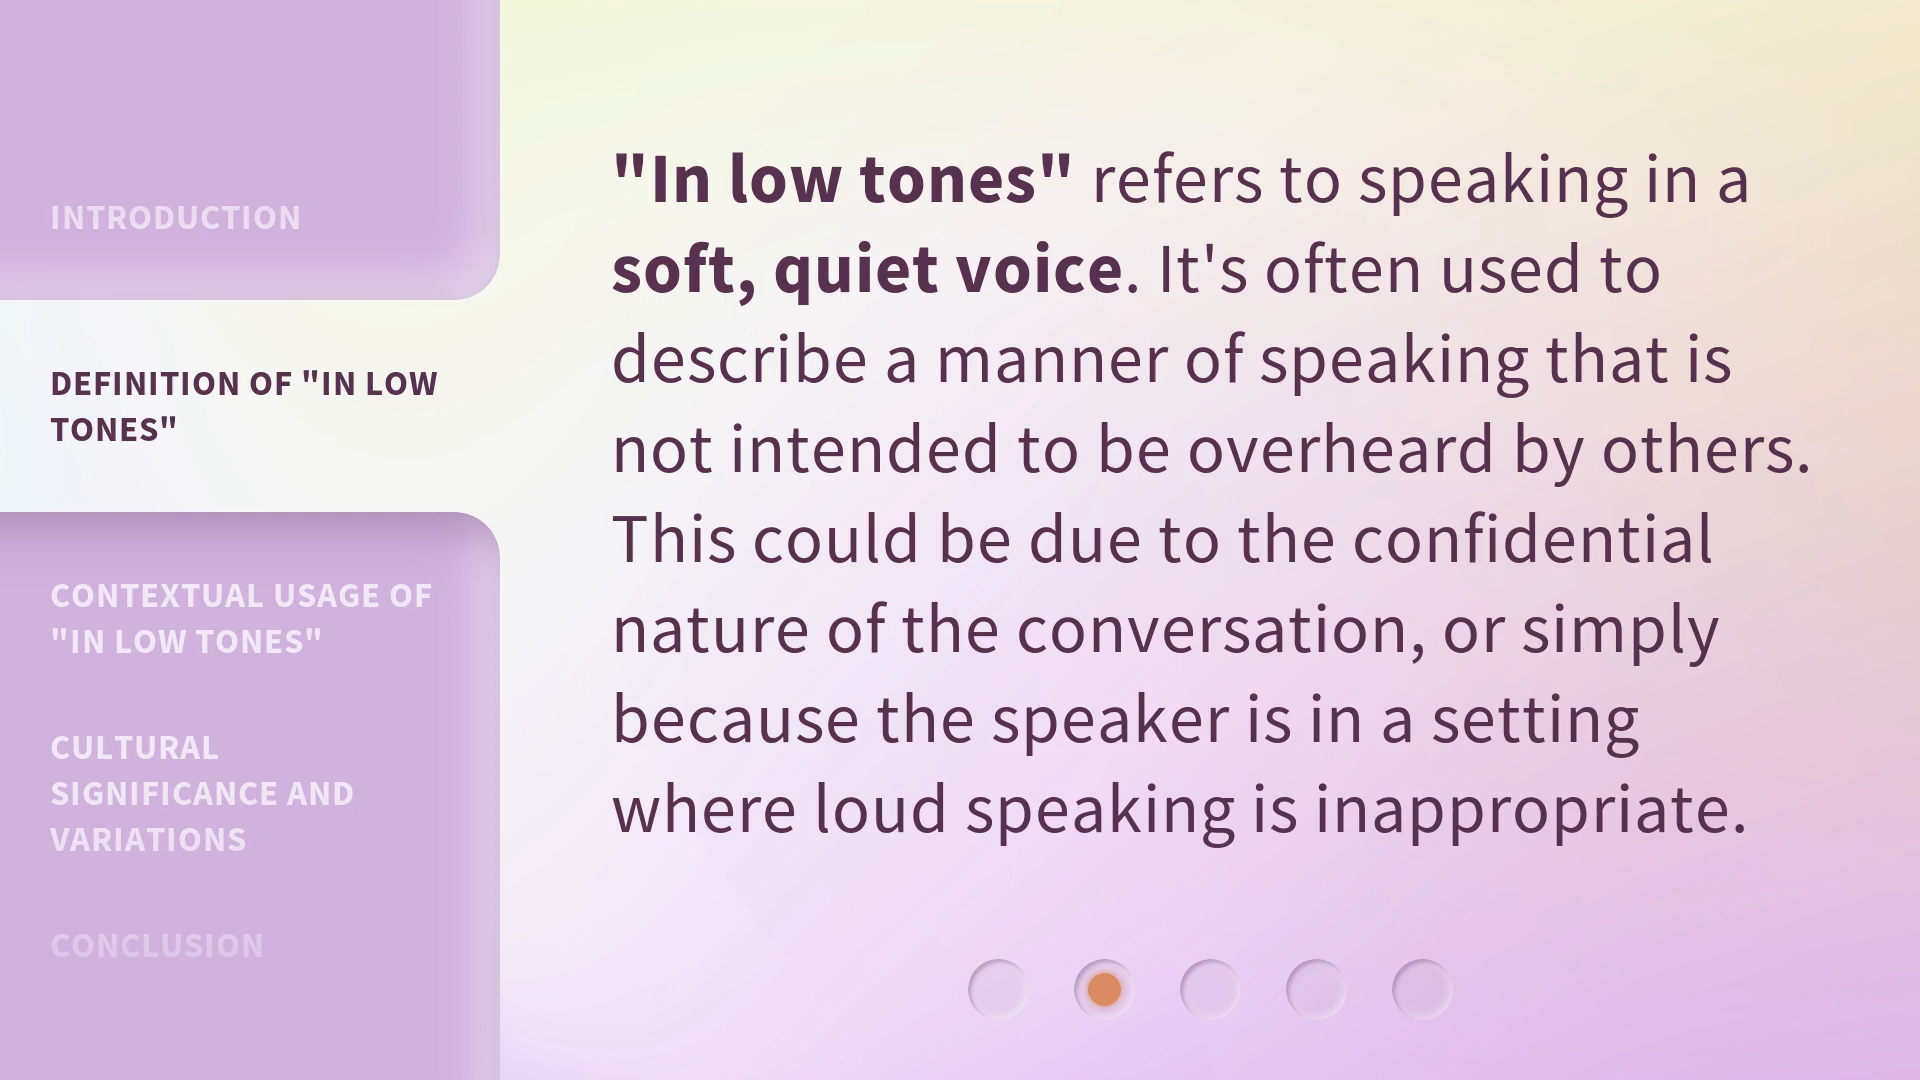 INTRODUCTION
DEFINITION OF "IN LOW
TONES"
CONTEXTUAL USAGE OF
"IN LOW TONES"
CULTURAL
SIGNIFICANCE AND
VARIATIONS
CONCLUSION
"In low tones" refers to speaking in a
soft, quiet voice. It's often used to
describe a manner of speaking that is
not intended to be overheard by others.
This could be due to the confidential
nature of the conversation, or simply
because the speaker is in a setting
where loud speaking is inappropriate.